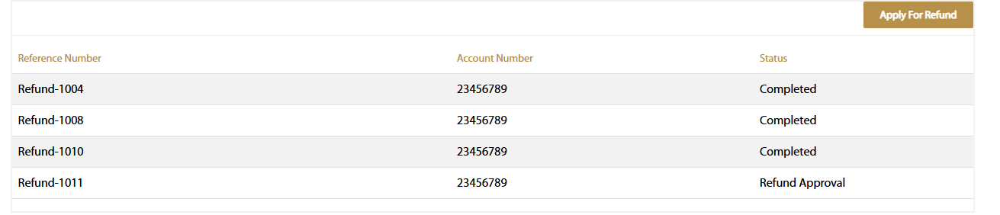 Apply For Refund
Reference Number Account Number Status
Refund-1004 23456789 Completed
Refund-1008 23456789 Completed
Refund-1010 23456789 Completed
Refund-1011 23456789 Refund Approval